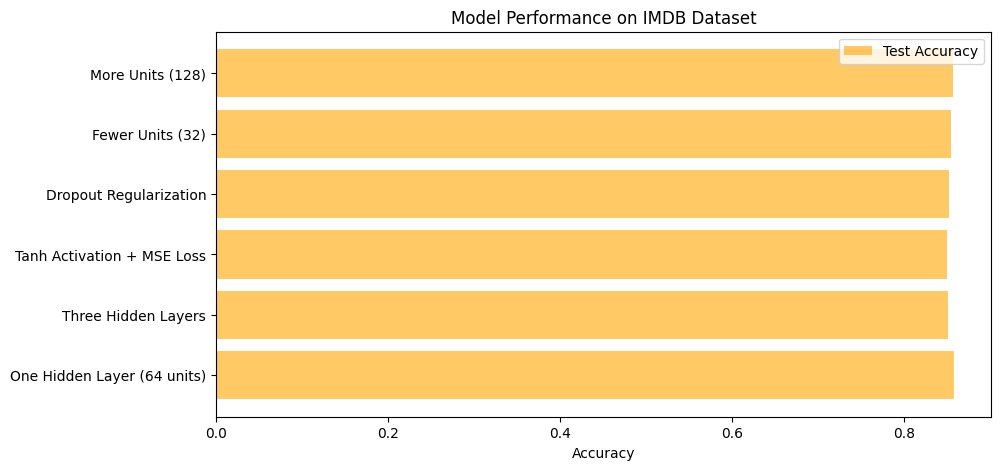 Model Performance on IMDB Dataset
Test Accuracy
More Units (128)
Fewer Units (32)
Dropout Regularization
Tanh Activation + MSE Loss
Three Hidden Layers
One Hidden Layer (64 units)
0.0 0.2 0.4 0.6 0.8
Accuracy